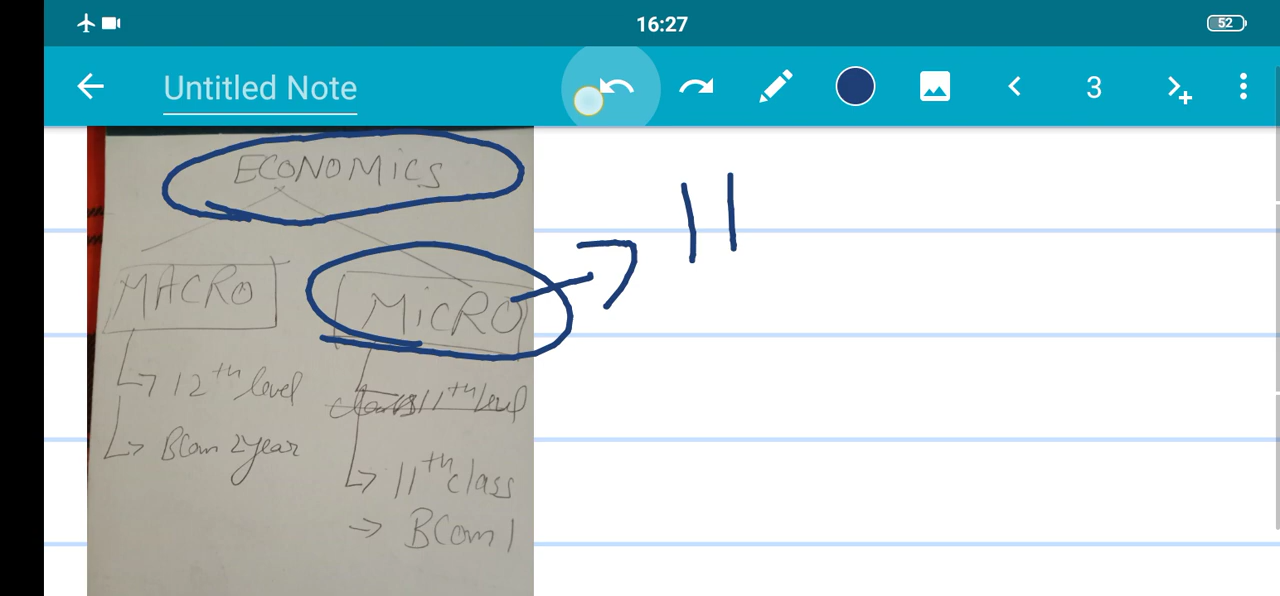 16:27
52
Untitled Note
3
ECONOMICS
11
MACRO
MiCRO
12th level
11th level
BCom 2year
11th class
BCom 1